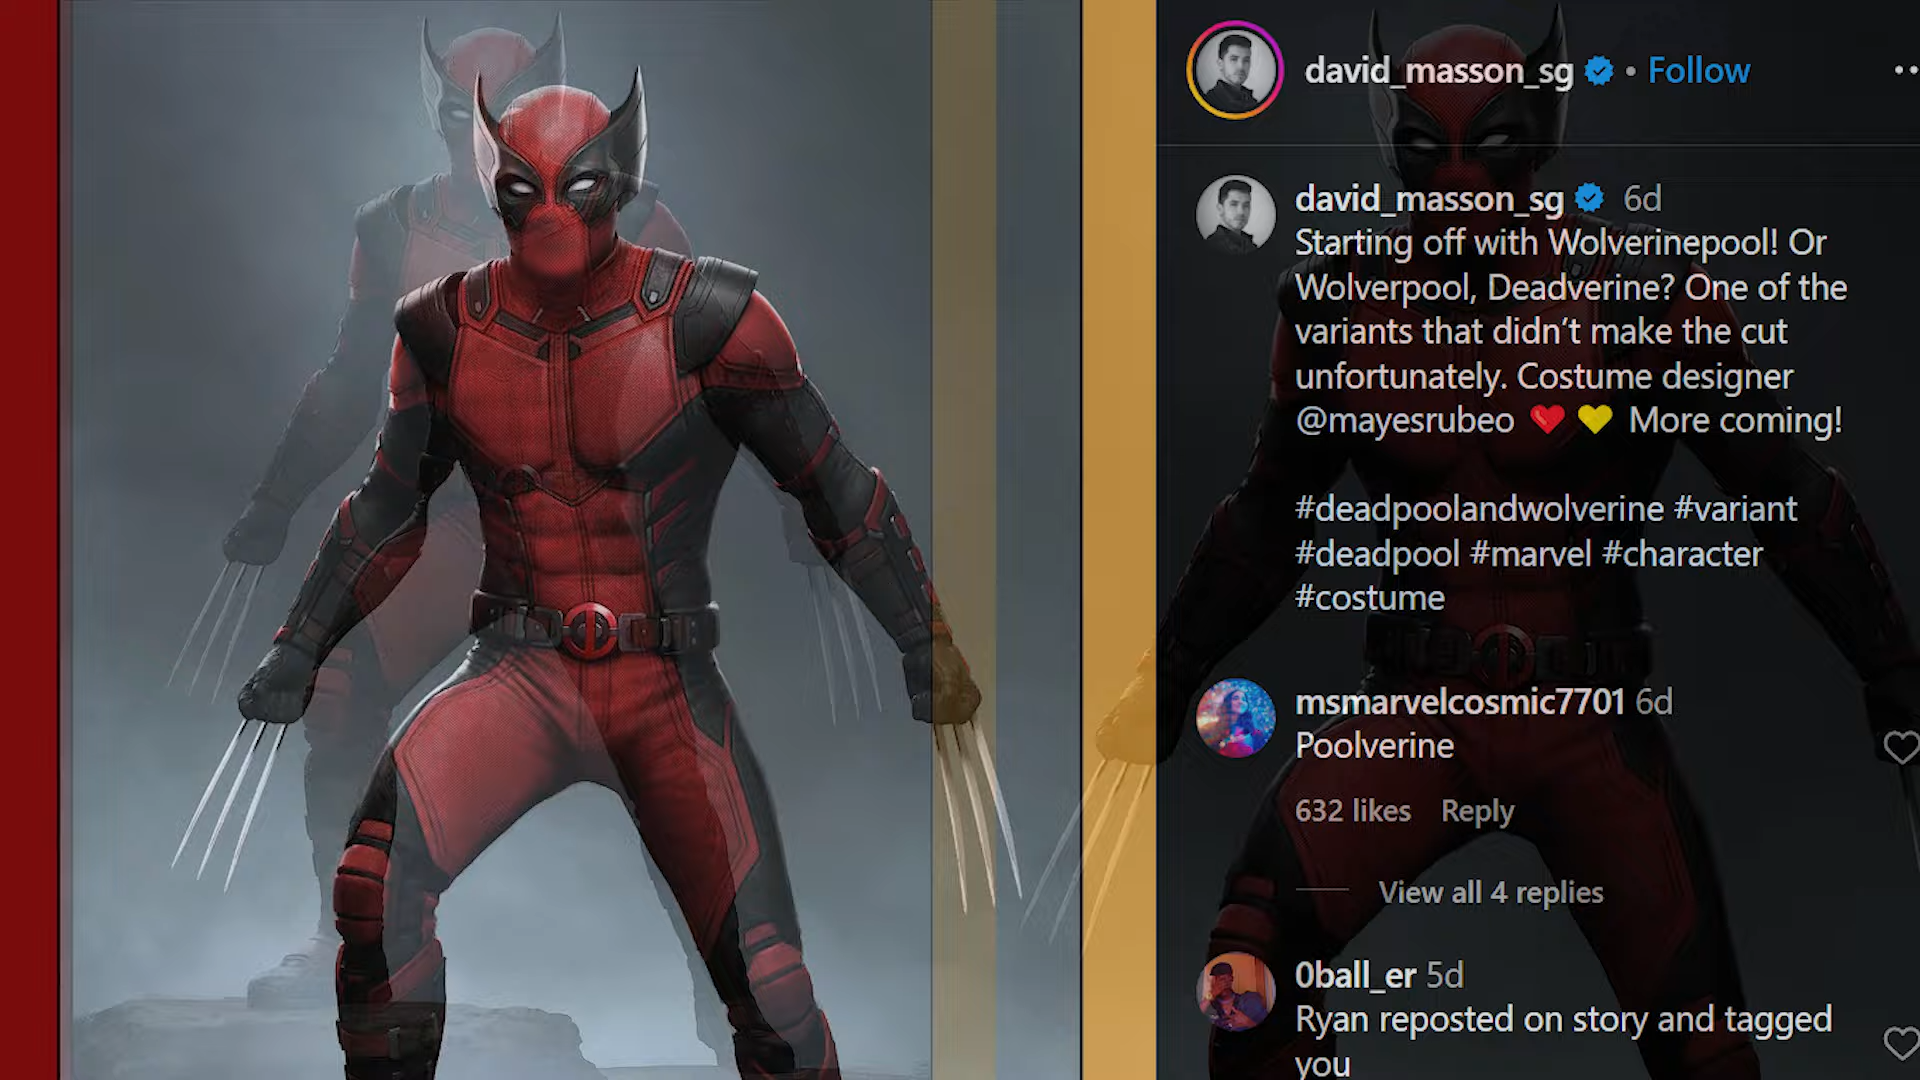 david_masson_sg • Follow
david_masson_sg 6d
Starting off with Wolverinepool! Or
Wolverpool, Deadverine? One of the
variants that didn’t make the cut
unfortunately. Costume designer
@mayesrubeo ❤️ 💛 More coming!
#deadpoolandwolverine #variant
#deadpool #marvel #character
#costume
msmarvelcosmic7701 6d
Poolverine
632 likes Reply
View all 4 replies
0ball_er 5d
Ryan reposted on story and tagged
you